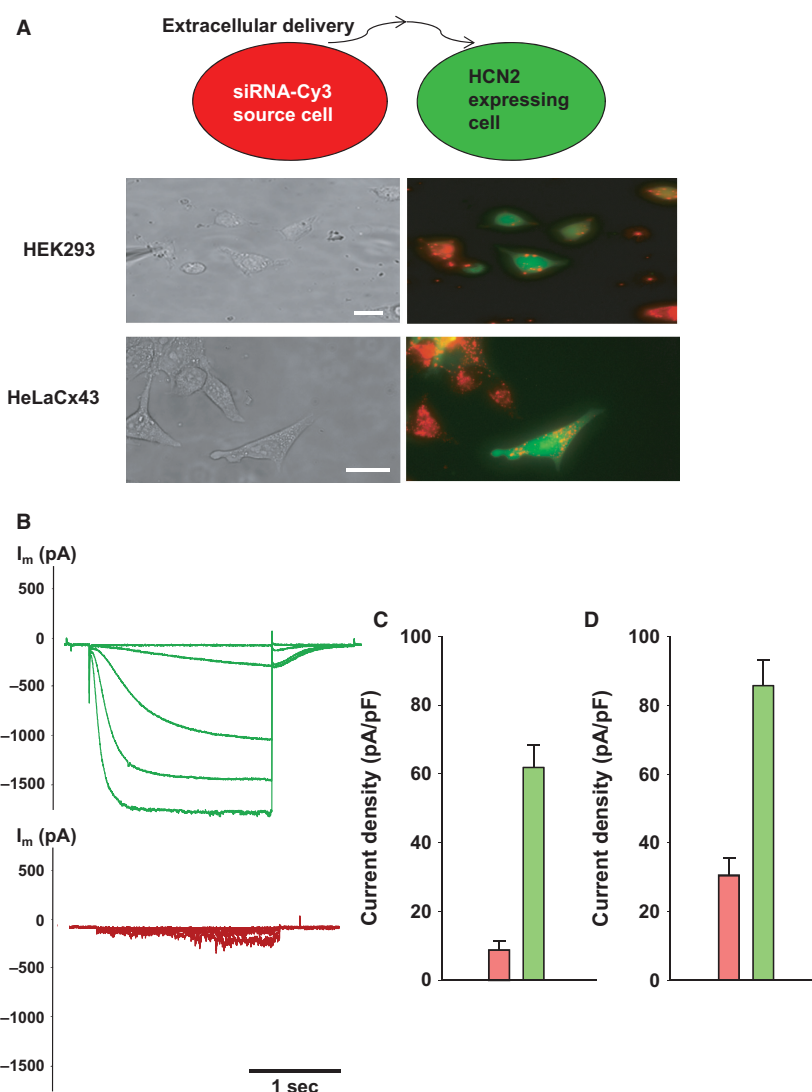 A
Extracellular delivery
siRNA-Cy3
source cell
HCN2
expressing
cell
HEK293
HeLaCx43
B
Im (pA)
500
0
–500
–1000
–1500
Im (pA)
500
0
–500
–1000
–1500
1 sec
C
Current density (pA/pF)
100
80
60
40
20
0
D
Current density (pA/pF)
100
80
60
40
20
0